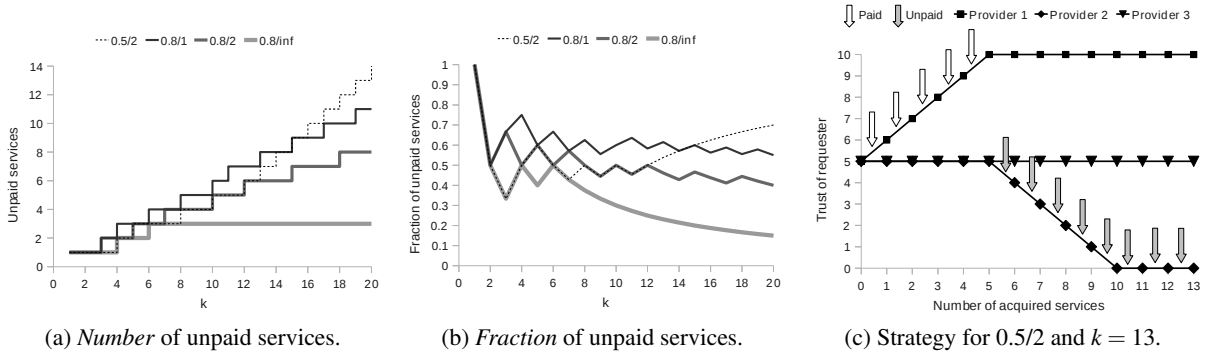 0.5/2 0.8/1 0.8/2 0.8/inf
Unpaid services
14
12
10
8
6
4
2
0
0 2 4 6 8 10 12 14 16 18 20
k
(a) Number of unpaid services.
0.5/2 0.8/1 0.8/2 0.8/inf
Fraction of unpaid services
1
0.9
0.8
0.7
0.6
0.5
0.4
0.3
0.2
0.1
0
0 2 4 6 8 10 12 14 16 18 20
k
(b) Fraction of unpaid services.
Paid Unpaid Provider 1 Provider 2 Provider 3
Trust of requester
10
9
8
7
6
5
4
3
2
1
0
0 1 2 3 4 5 6 7 8 9 10 11 12 13
Number of acquired services
(c) Strategy for 0.5/2 and k = 13.